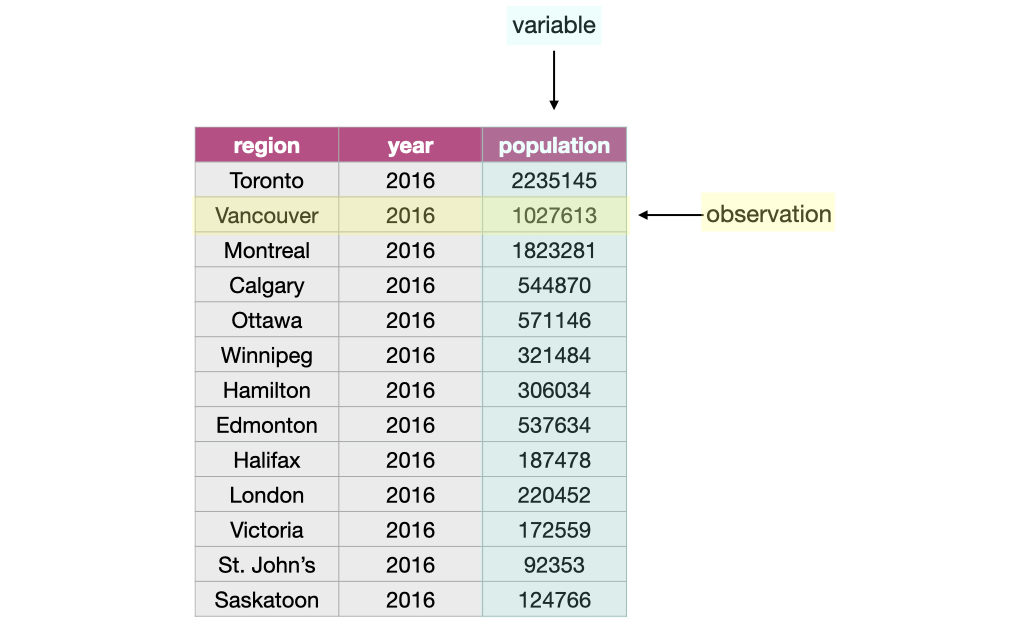 variable
region year population
Toronto 2016 2235145
Vancouver 2016 1027613
observation
Montreal 2016 1823281
Calgary 2016 544870
Ottawa 2016 571146
Winnipeg 2016 321484
Hamilton 2016 306034
Edmonton 2016 537634
Halifax 2016 187478
London 2016 220452
Victoria 2016 172559
St. John’s 2016 92353
Saskatoon 2016 124766